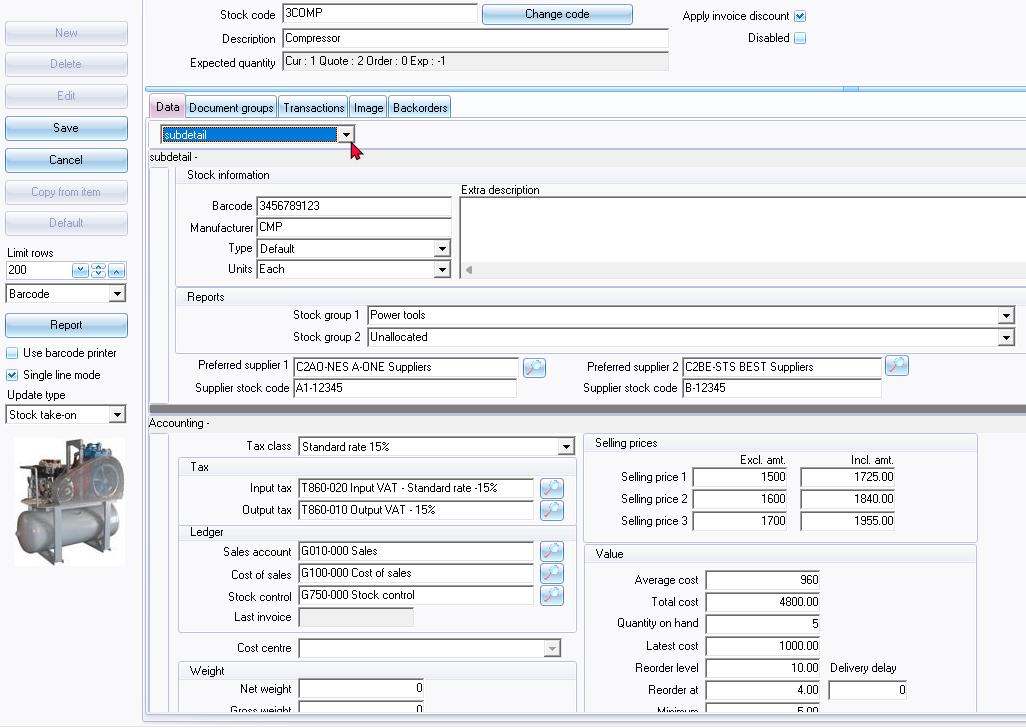 New
Delete
Edit
Save
Cancel
Copy from item
Default
Limit rows
200
Barcode
Report
Use barcode printer
Single line mode
Update type
Stock take-on
Stock code 3COMP Change code Apply invoice discount
Description Compressor Disabled
Expected quantity Cur : 1 Quote : 2 Order : 0 Exp : -1
Data Document groups Transactions Image Backorders
subdetail
subdetail -
Stock information
Extra description
Barcode 3456789123
Manufacturer CMP
Type Default
Units Each
Reports
Stock group 1 Power tools
Stock group 2 Unallocated
Preferred supplier 1 C2AO-NES A-ONE Suppliers Preferred supplier 2 C2BE-STS BEST Suppliers
Supplier stock code A1-12345 Supplier stock code B-12345
Accounting -
Tax class Standard rate 15%
Tax
Input tax T860-020 Input VAT - Standard rate -15%
Output tax T860-010 Output VAT - 15%
Ledger
Sales account G010-000 Sales
Cost of sales G100-000 Cost of sales
Stock control G750-000 Stock control
Last invoice
Cost centre
Weight
Net weight 0
Gross weight 0
Selling prices
Excl. amt. Incl. amt.
Selling price 1 1500 1725.00
Selling price 2 1600 1840.00
Selling price 3 1700 1955.00
Value
Average cost 960
Total cost 4800.00
Quantity on hand 5
Latest cost 1000.00
Reorder level 10.00 Delivery delay
Reorder at 4.00 0
Minimum 5.00